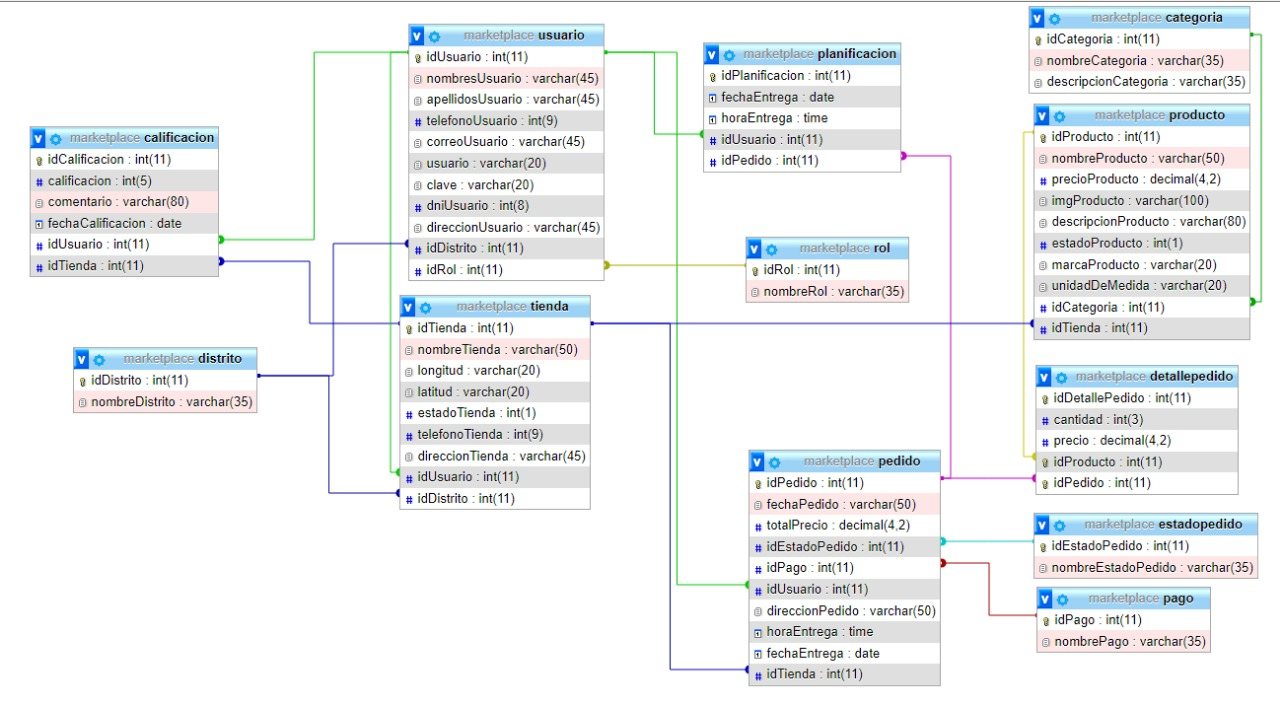 marketplace usuario
idUsuario : int(11)
nombresUsuario : varchar(45)
apellidosUsuario : varchar(45)
telefonoUsuario : int(9)
correoUsuario : varchar(45)
usuario : varchar(20)
clave : varchar(20)
dniUsuario : int(8)
direccionUsuario : varchar(45)
idDistrito : int(11)
idRol : int(11)
marketplace planificacion
idPlanificacion : int(11)
fechaEntrega : date
horaEntrega : time
idUsuario : int(11)
idPedido : int(11)
marketplace categoria
idCategoria : int(11)
nombreCategoria : varchar(35)
descripcionCategoria : varchar(35)
marketplace producto
idProducto : int(11)
nombreProducto : varchar(50)
precioProducto : decimal(4,2)
imgProducto : varchar(100)
descripcionProducto : varchar(80)
estadoProducto : int(1)
marcaProducto : varchar(20)
unidadDeMedida : varchar(20)
idCategoria : int(11)
idTienda : int(11)
marketplace calificacion
idCalificacion : int(11)
calificacion : int(5)
comentario : varchar(80)
fechaCalificacion : date
idUsuario : int(11)
idTienda : int(11)
marketplace rol
idRol : int(11)
nombreRol : varchar(35)
marketplace tienda
idTienda : int(11)
nombreTienda : varchar(50)
longitud : varchar(20)
latitud : varchar(20)
estadoTienda : int(1)
telefonoTienda : int(9)
direccionTienda : varchar(45)
idUsuario : int(11)
idDistrito : int(11)
marketplace distrito
idDistrito : int(11)
nombreDistrito : varchar(35)
marketplace detallepedido
idDetallePedido : int(11)
cantidad : int(3)
precio : decimal(4,2)
idProducto : int(11)
idPedido : int(11)
marketplace pedido
idPedido : int(11)
fechaPedido : varchar(50)
totalPrecio : decimal(4,2)
idEstadoPedido : int(11)
idPago : int(11)
idUsuario : int(11)
direccionPedido : varchar(50)
horaEntrega : time
fechaEntrega : date
idTienda : int(11)
marketplace estadopedido
idEstadoPedido : int(11)
nombreEstadoPedido : varchar(35)
marketplace pago
idPago : int(11)
nombrePago : varchar(35)